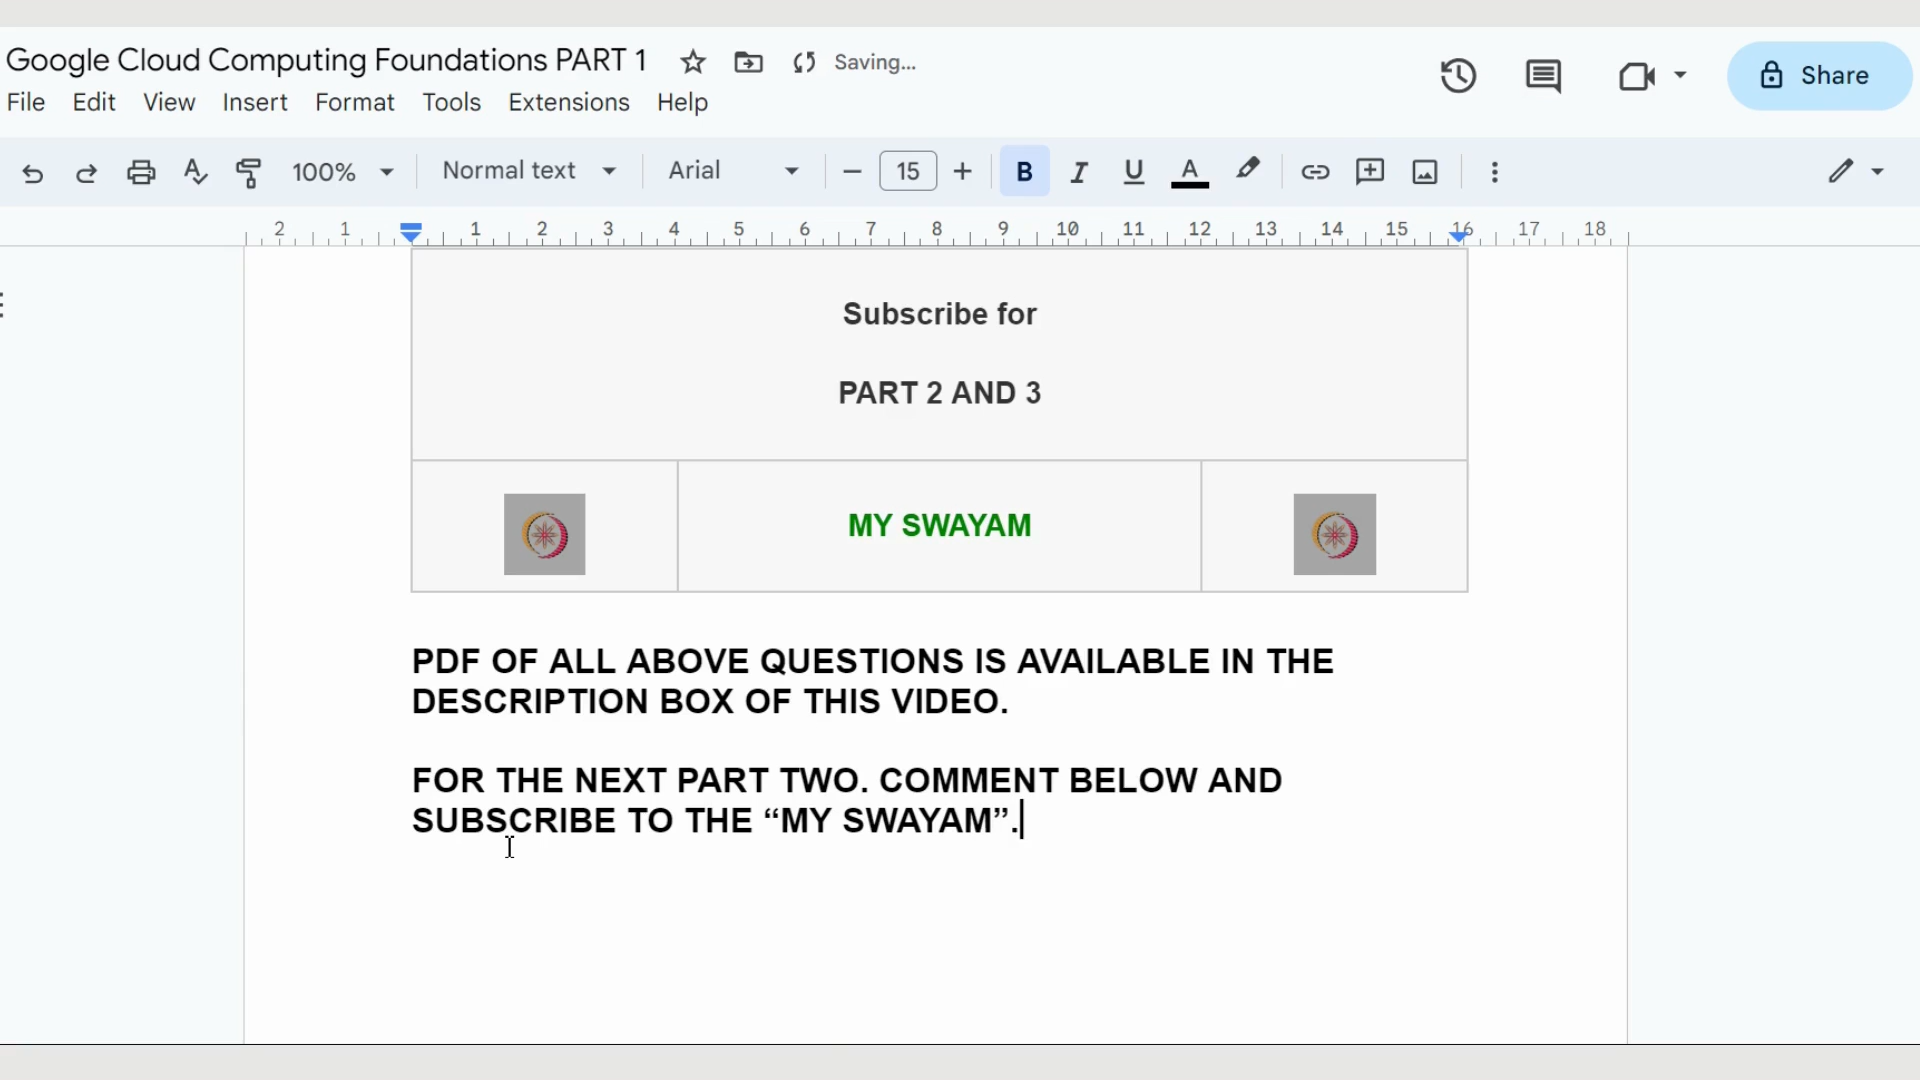 Google Cloud Computing Foundations PART 1 Saving...
File Edit View Insert Format Tools Extensions Help
Share
100% Normal text Arial 15 B I U A
2 1 1 2 3 4 5 6 7 8 9 10 11 12 13 14 15 16 17 18
Subscribe for
PART 2 AND 3
MY SWAYAM
PDF OF ALL ABOVE QUESTIONS IS AVAILABLE IN THE
DESCRIPTION BOX OF THIS VIDEO.
FOR THE NEXT PART TWO. COMMENT BELOW AND
SUBSCRIBE TO THE “MY SWAYAM”.